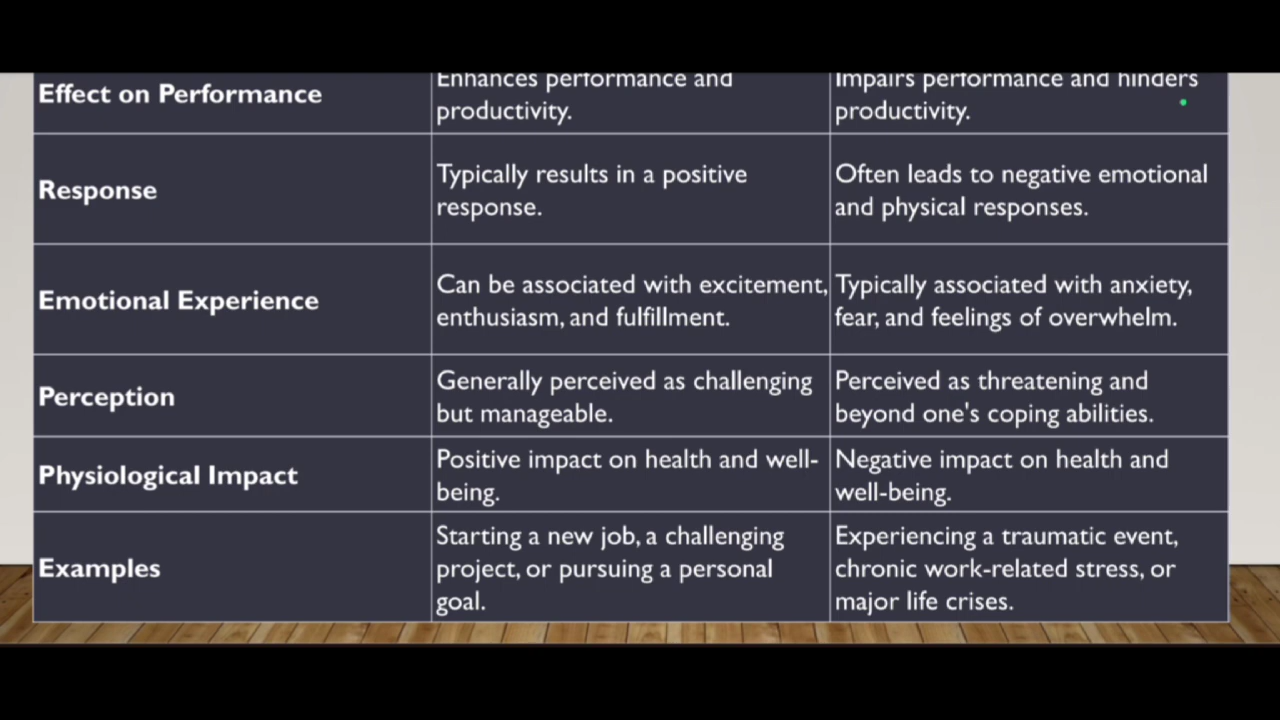 Effect on Performance
Enhances performance and
productivity.
Impairs performance and hinders
productivity.
Response
Typically results in a positive
response.
Often leads to negative emotional
and physical responses.
Emotional Experience
Can be associated with excitement,
enthusiasm, and fulfillment.
Typically associated with anxiety,
fear, and feelings of overwhelm.
Perception
Generally perceived as challenging
but manageable.
Perceived as threatening and
beyond one's coping abilities.
Physiological Impact
Positive impact on health and well-
being.
Negative impact on health and
well-being.
Examples
Starting a new job, a challenging
project, or pursuing a personal
goal.
Experiencing a traumatic event,
chronic work-related stress, or
major life crises.